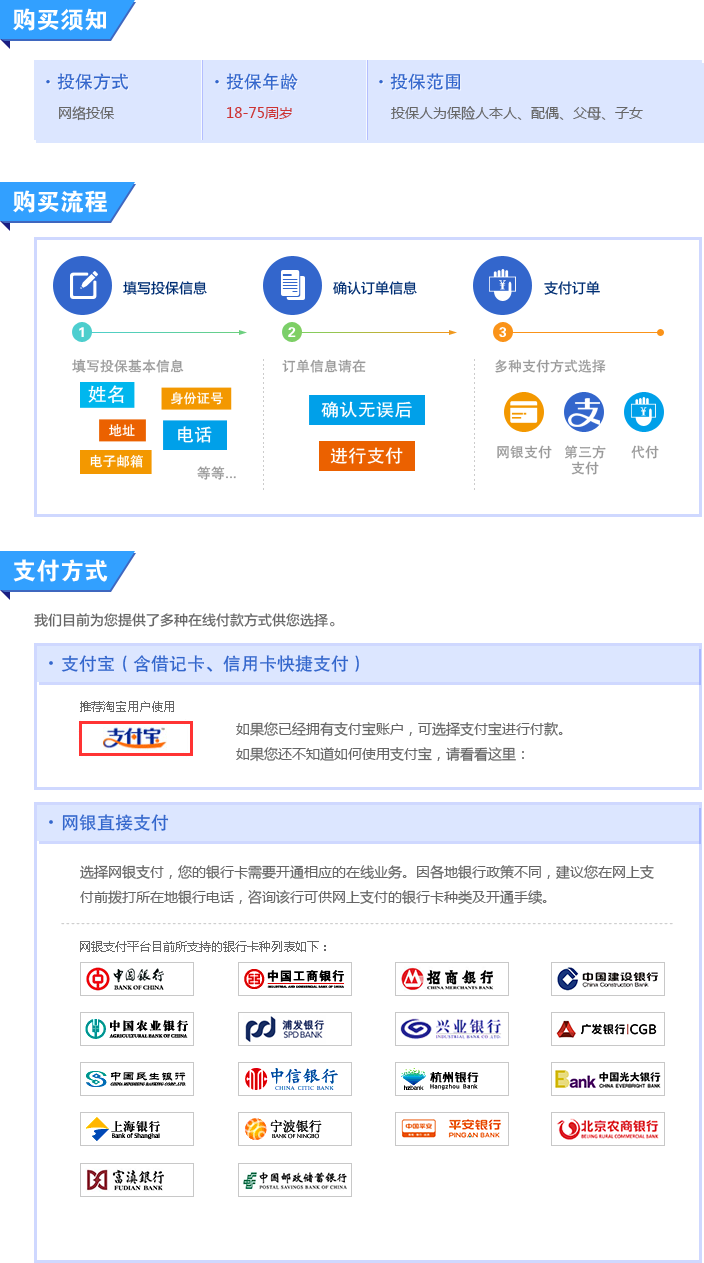 购买须知
· 投保方式
网络投保
· 投保年龄
18-75周岁
· 投保范围
投保人为保险人本人、配偶、父母、子女
购买流程
填写投保信息
确认订单信息
¥
支付订单
1
2
3
填写投保基本信息
姓名
身份证号
地址
电话
电子邮箱
等等...
订单信息请在
确认无误后
进行支付
多种支付方式选择
支
¥
网银支付
第三方
支付
代付
支付方式
我们目前为您提供了多种在线付款方式供您选择。
· 支付宝（含借记卡、信用卡快捷支付）
推荐淘宝用户使用
支付宝
如果您已经拥有支付宝账户，可选择支付宝进行付款。
如果您还不知道如何使用支付宝，请看看这里：
· 网银直接支付
选择网银支付，您的银行卡需要开通相应的在线业务。因各地银行政策不同，建议您在网上支
付前拨打所在地银行电话，咨询该行可供网上支付的银行卡种类及开通手续。
网银支付平台目前所支持的银行卡种列表如下：
中国银行
BANK OF CHINA
中国工商银行
INDUSTRIAL AND COMMERCIAL BANK OF CHINA
招商银行
CHINA MERCHANTS BANK
中国建设银行
China Construction Bank
中国农业银行
AGRICULTURAL BANK OF CHINA
浦发银行
SPD BANK
兴业银行
INDUSTRIAL BANK CO.,LTD.
广发银行|CGB
中国民生银行
CHINA MINSHENG BANKING CORP.,LTD.
中信银行
CHINA CITIC BANK
hzbank
杭州银行
Hangzhou Bank
Bank
中国光大银行
CHINA EVERBRIGHT BANK
上海银行
Bank of Shanghai
宁波银行
BANK OF NINGBO
中国平安
平安银行
PING AN BANK
北京农商银行
BEIJING RURAL COMMERCIAL BANK
富滇银行
FUDIAN BANK
中国邮政储蓄银行
POSTAL SAVINGS BANK OF CHINA